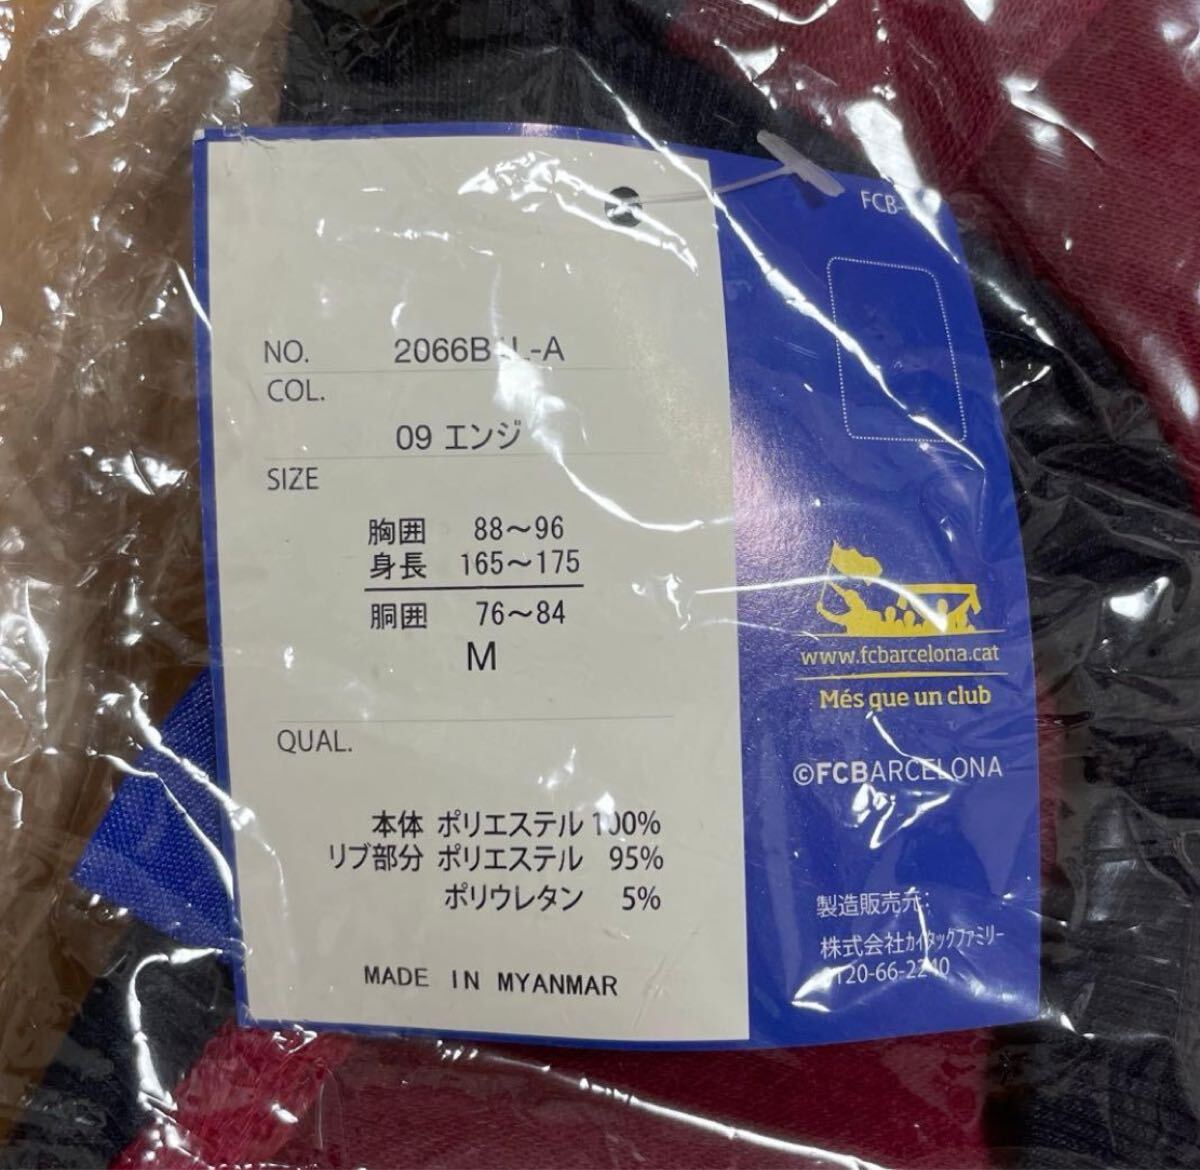 NO.
COL.
09 エンジ
SIZE
胸囲 88～96
身長 165～175
胴囲 76～84
M
QUAL.
本体 ポリエステル 100%
リブ部分 ポリエステル 95%
ポリウレタン 5%
MADE IN MYANMAR
www.fcbarcelona.cat
Més que un club
©FCBARCELONA
製造販売元:
株式会社カイタックファミリー
0120-66-2240